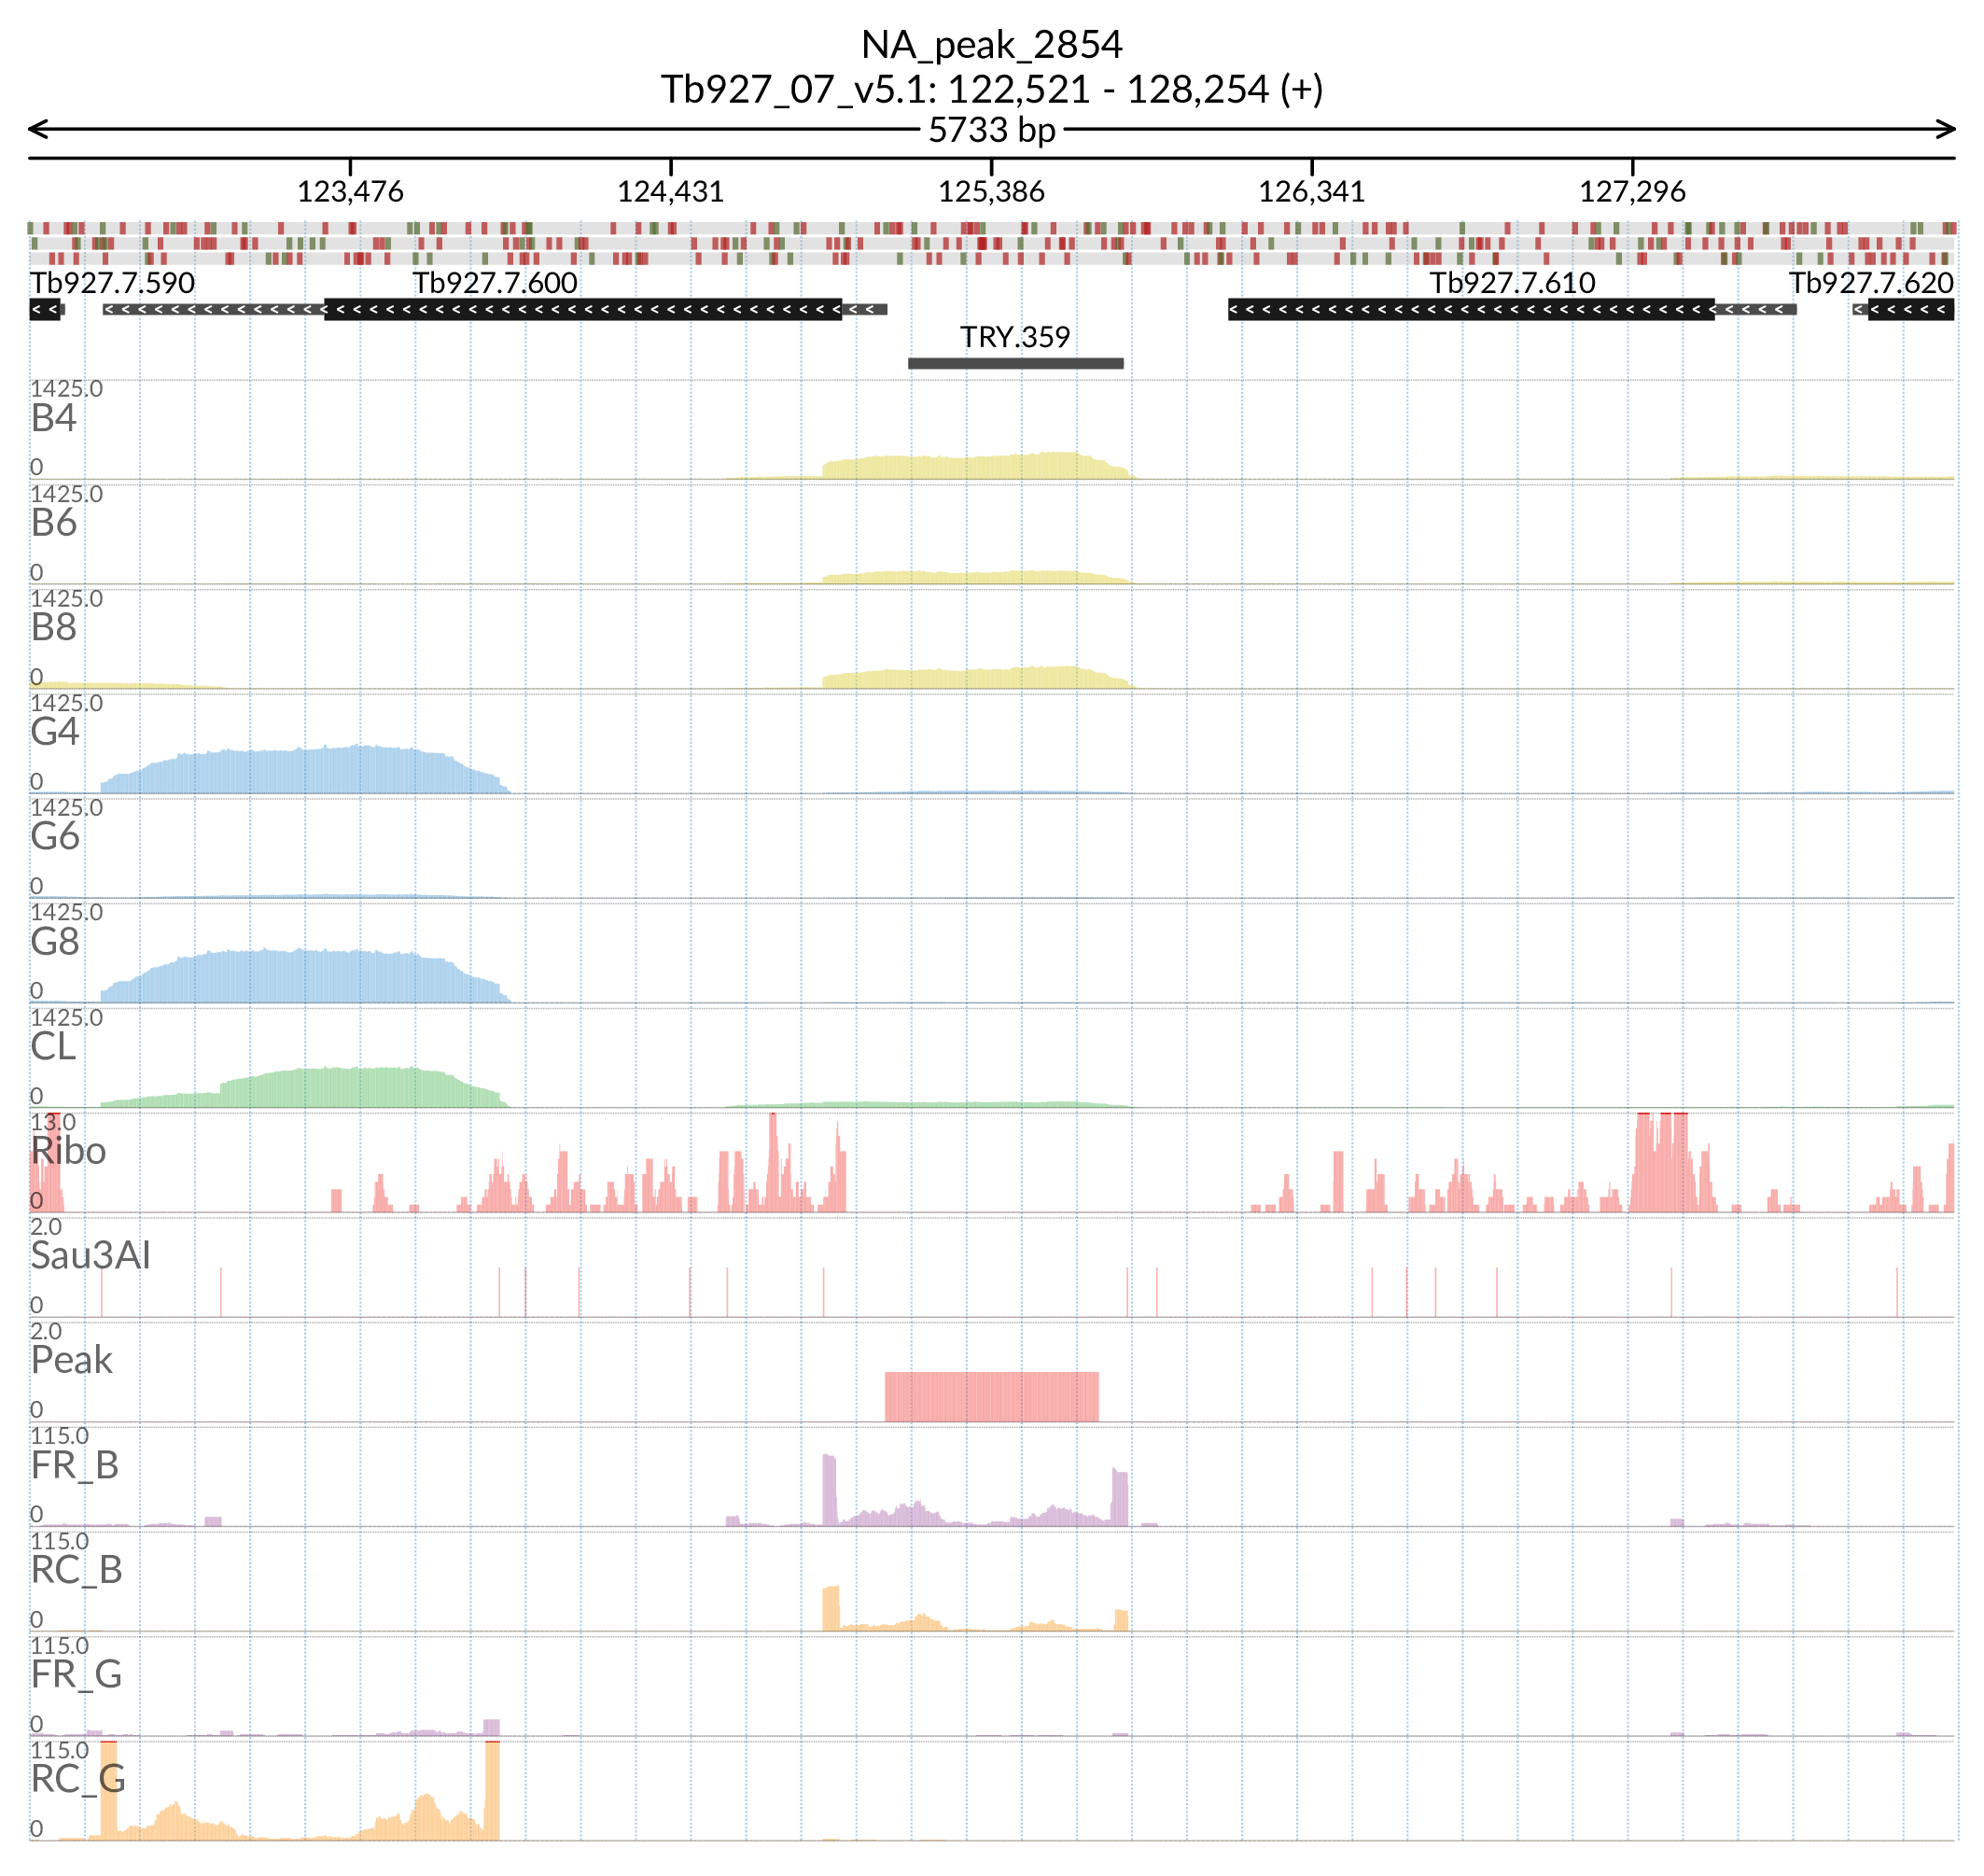 NA_peak_2854
Tb927_07_v5.1: 122,521 - 128,254 (+)
5733 bp
123,476 124,431 125,386 126,341 127,296
Tb927.7.590 Tb927.7.600 Tb927.7.610 Tb927.7.620
TRY.359
1425.0
B4
0
1425.0
B6
0
1425.0
B8
0
1425.0
G4
0
1425.0
G6
0
1425.0
G8
0
1425.0
CL
0
13.0
Ribo
0
2.0
Sau3AI
0
2.0
Peak
0
115.0
FR_B
0
115.0
RC_B
0
115.0
FR_G
0
115.0
RC_G
0